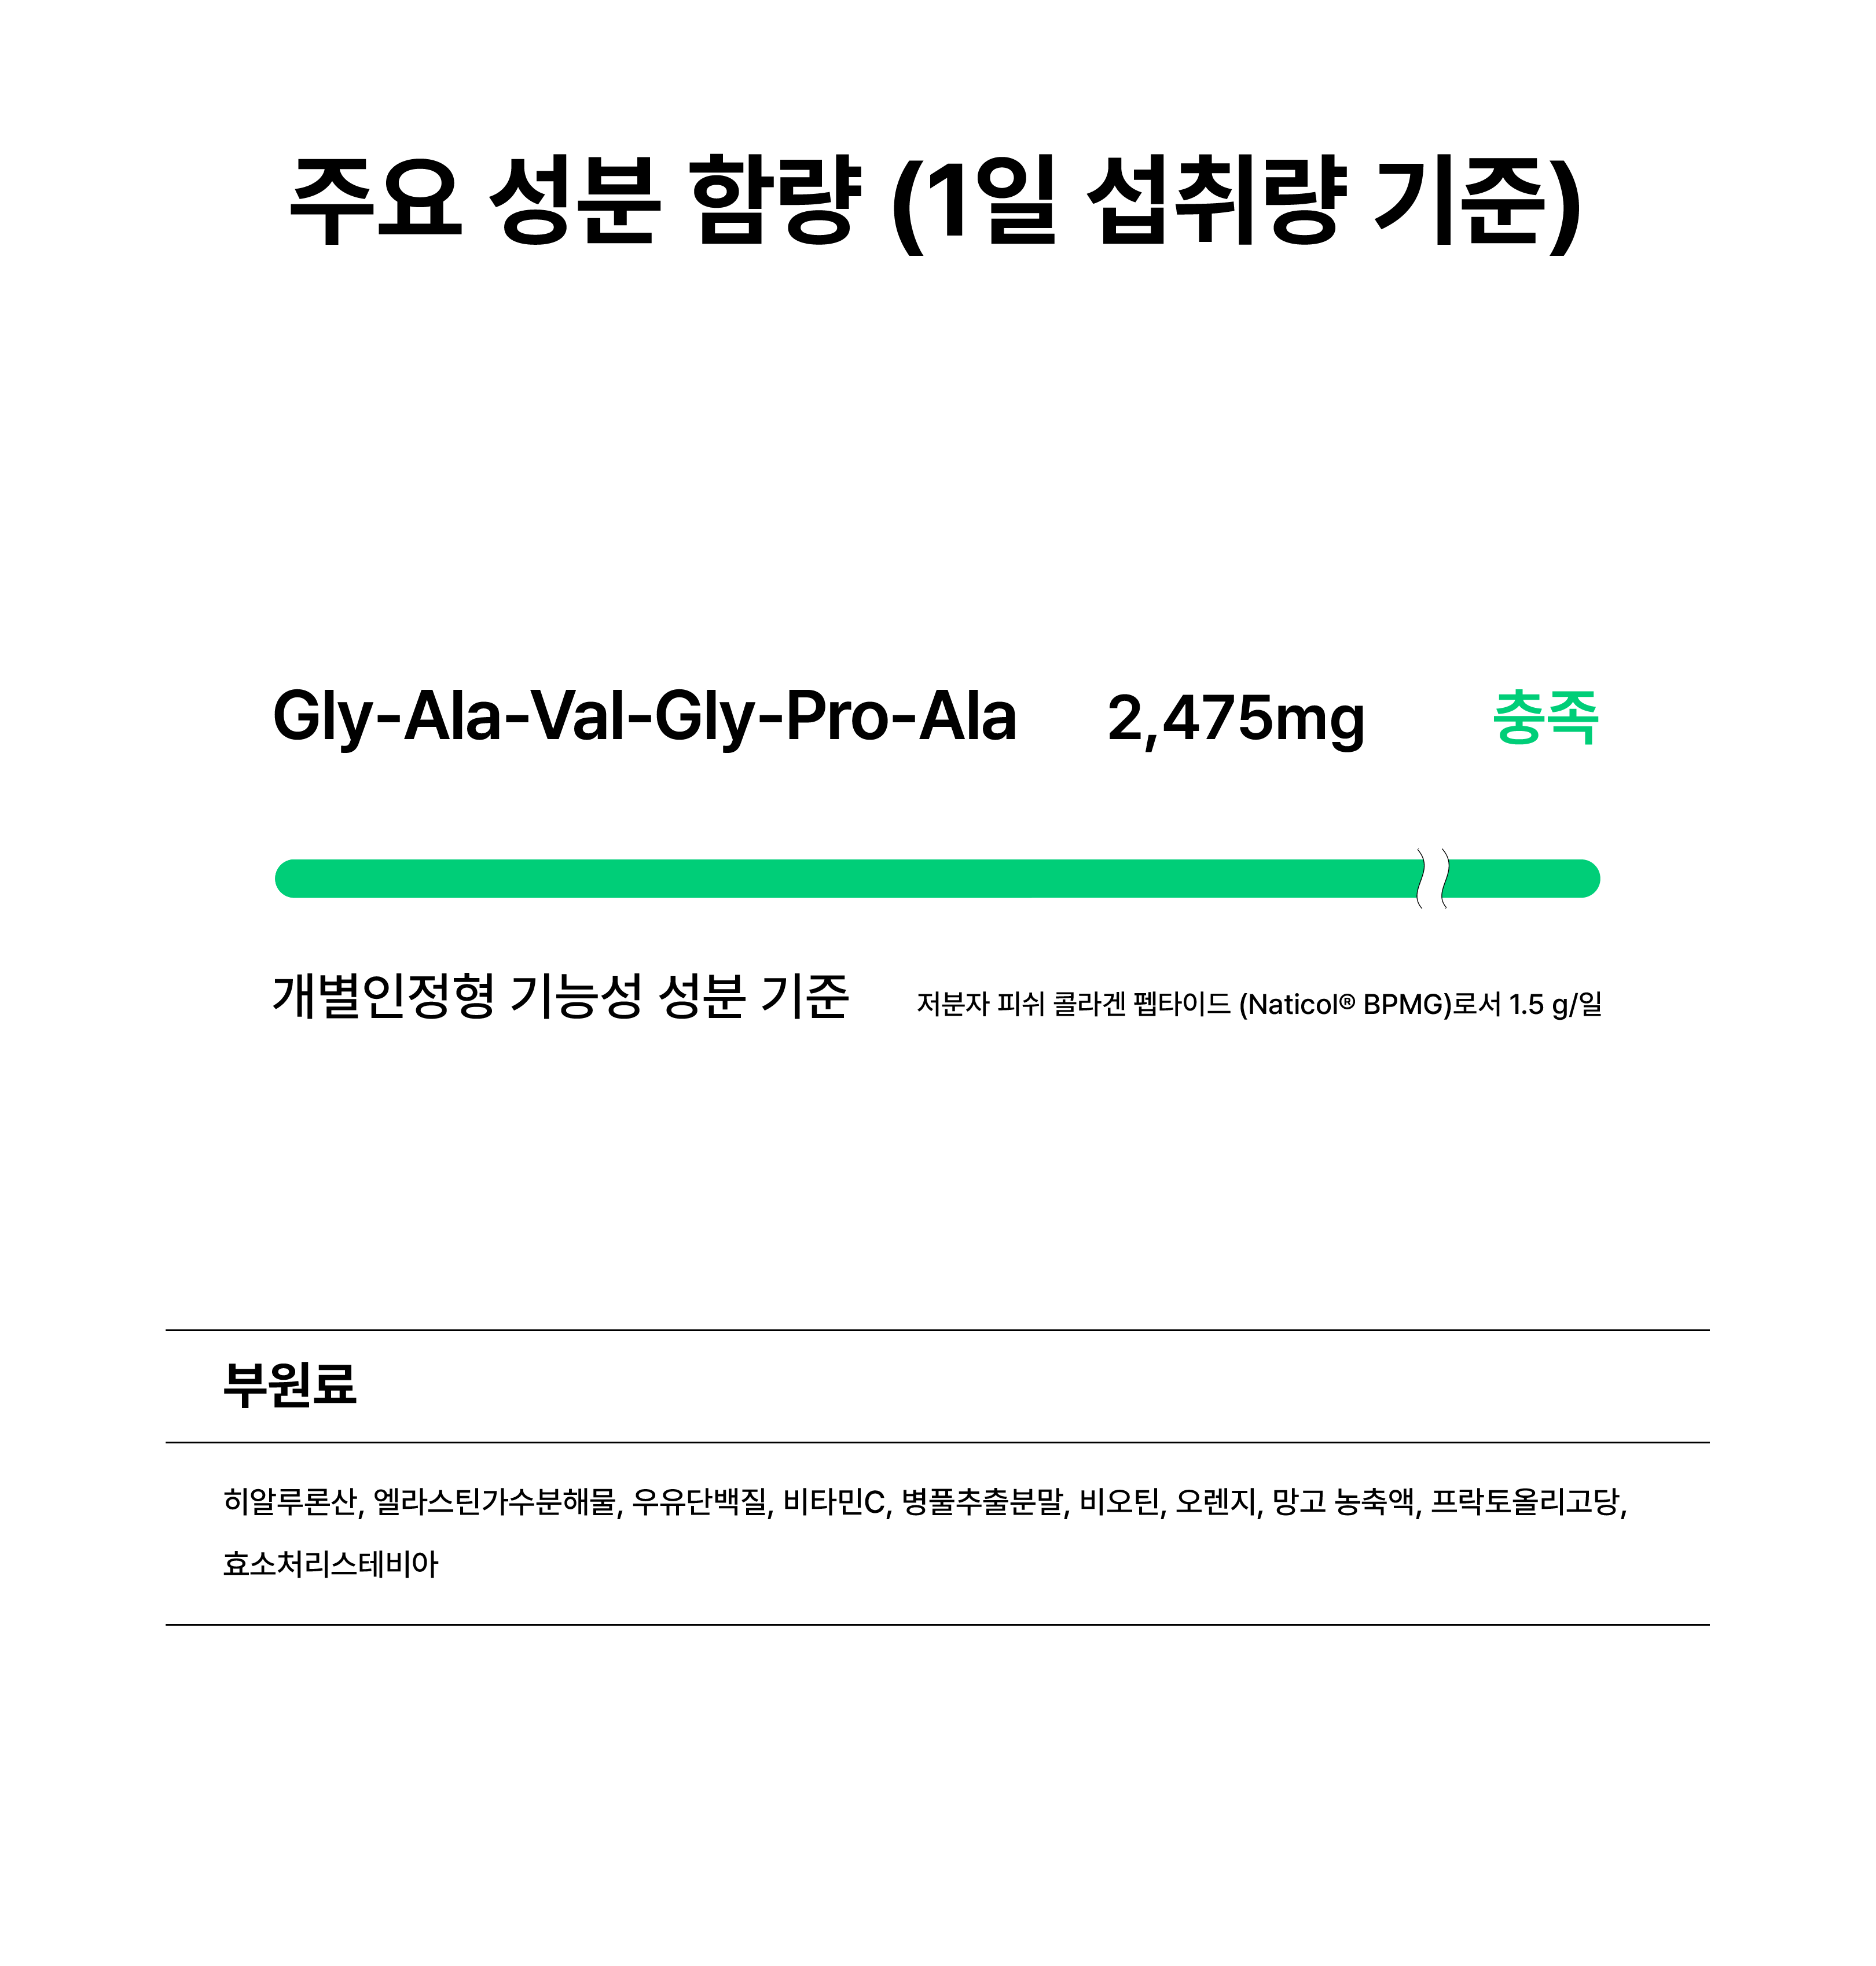 주요 성분 함량 (1일 섭취량 기준)
Gly-Ala-Val-Gly-Pro-Ala 2,475mg 충족
개별인정형 기능성 성분 기준 저분자 피쉬 콜라겐 펩타이드 (Naticol® BPMG)로서 1.5 g/일
부원료
히알루론산, 엘라스틴가수분해물, 우유단백질, 비타민C, 병풀추출분말, 비오틴, 오렌지, 망고 농축액, 프락토올리고당,
효소처리스테비아